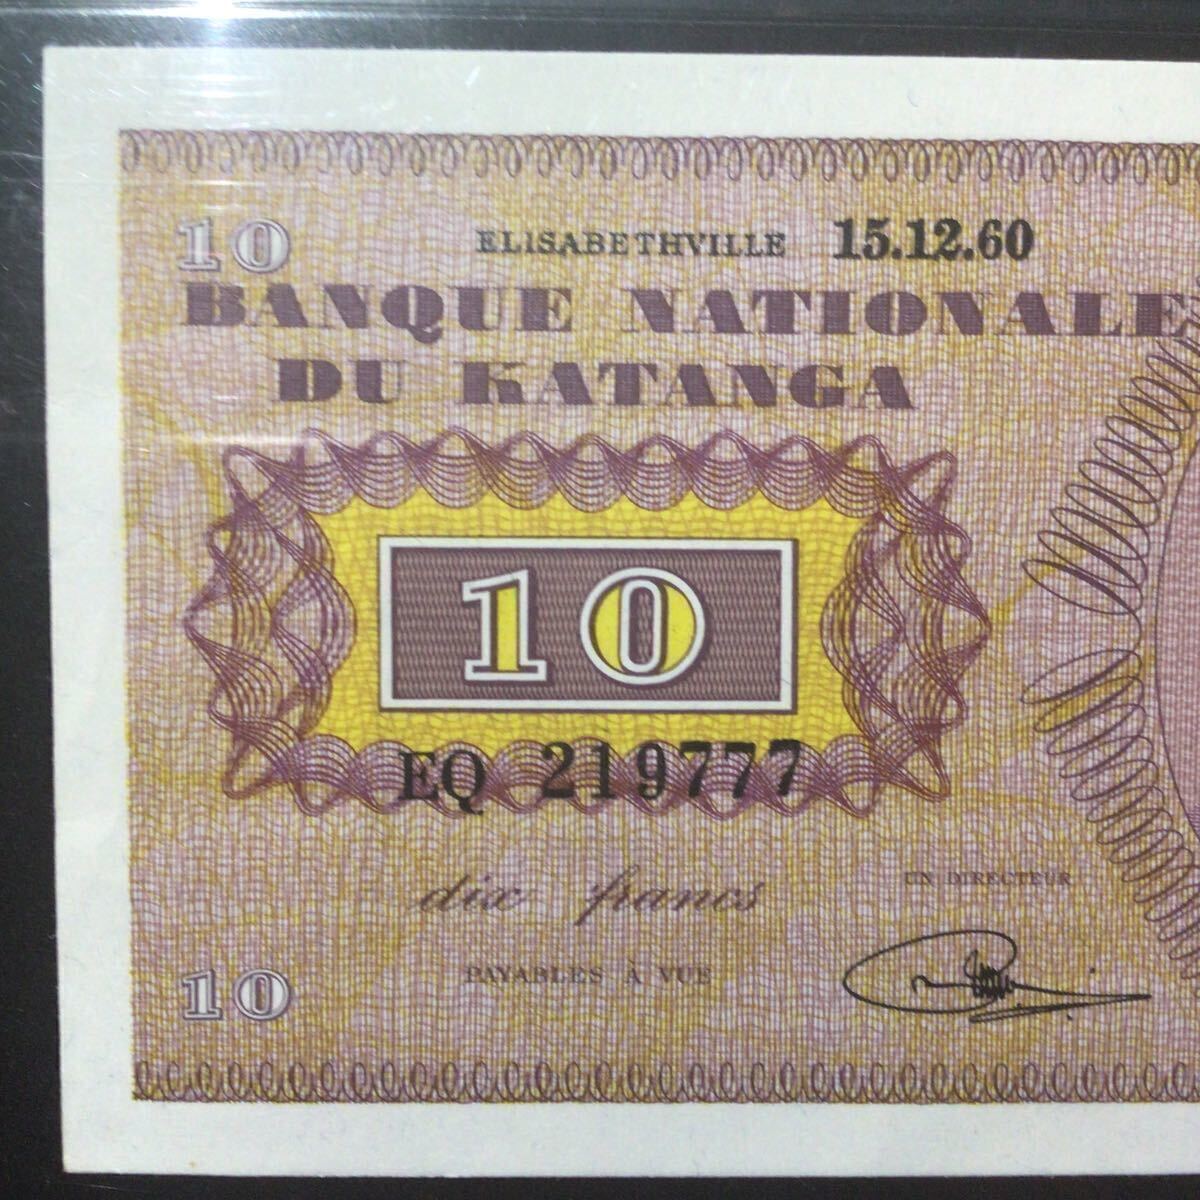 10
ELISABETHVILLE 15.12.60
BANQUE NATIONALE
DU KATANGA
10
EQ 219777
dix francs
UN DIRECTEUR
PAYABLES À VUE
10